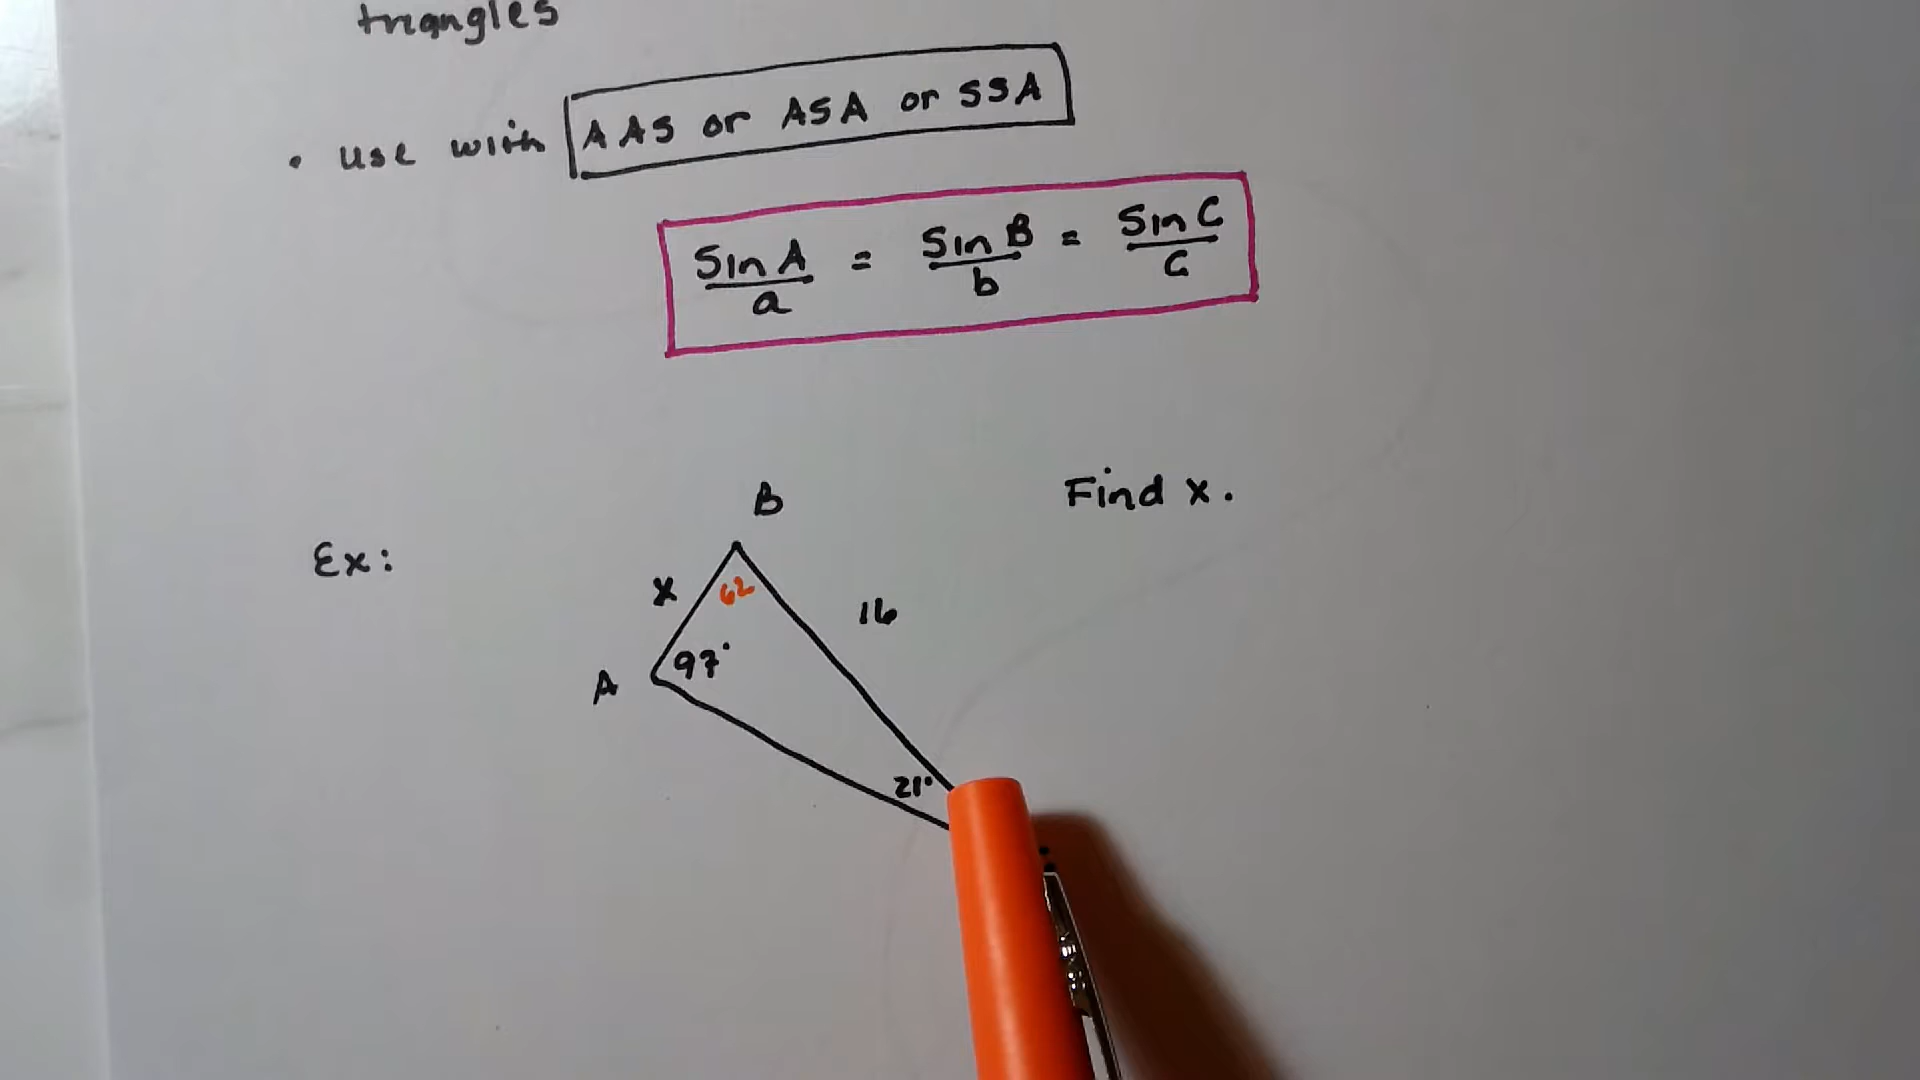 triangles
• use with AAS or ASA or SSA
Sin A / a = Sin B / b = Sin C / c
Find x.
B
Ex:
x
62
16
97°
A
21°